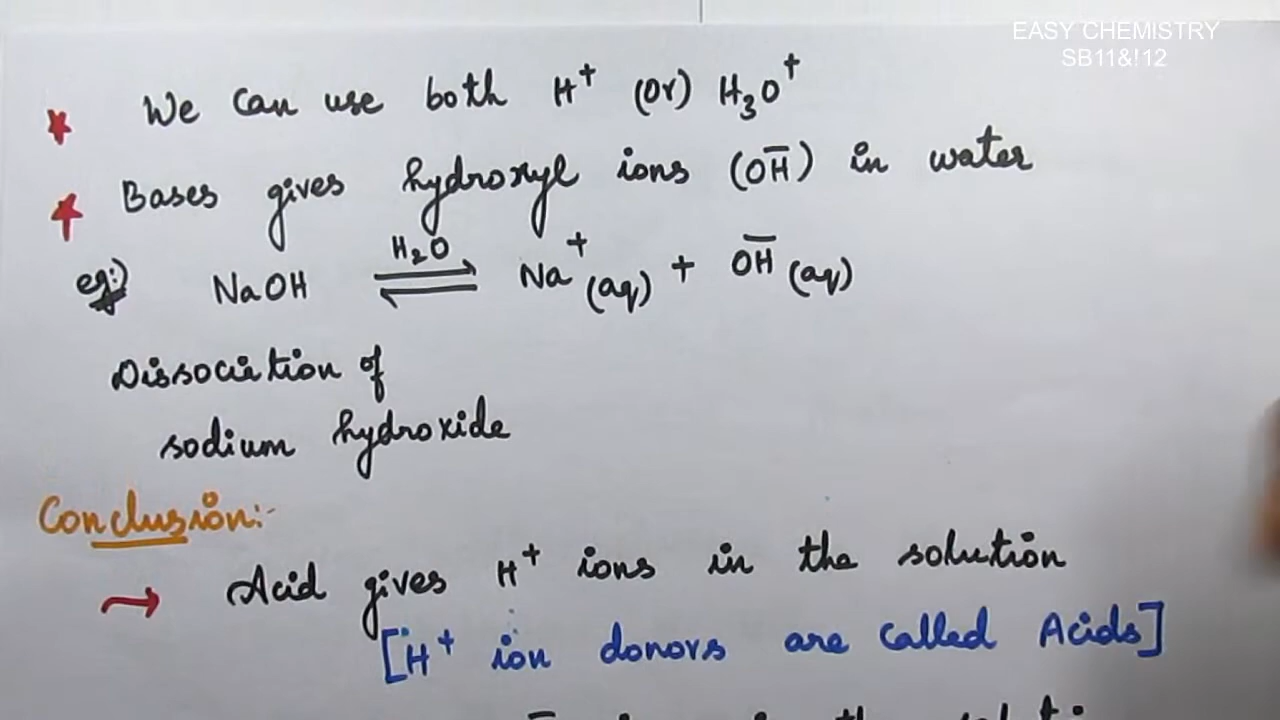 EASY CHEMISTRY
SB11&!12
We can use both H⁺ (or) H₃O⁺
Bases gives hydroxyl ions (OH̅) in water
eg:) NaOH ⇌ H₂O Na⁺(aq) + OH̅ (aq)
Dissocietion of
sodium hydroxide
Conclusion:-
→ Acid gives H⁺ ions in the solution
[H⁺ ion donors are called Acids]